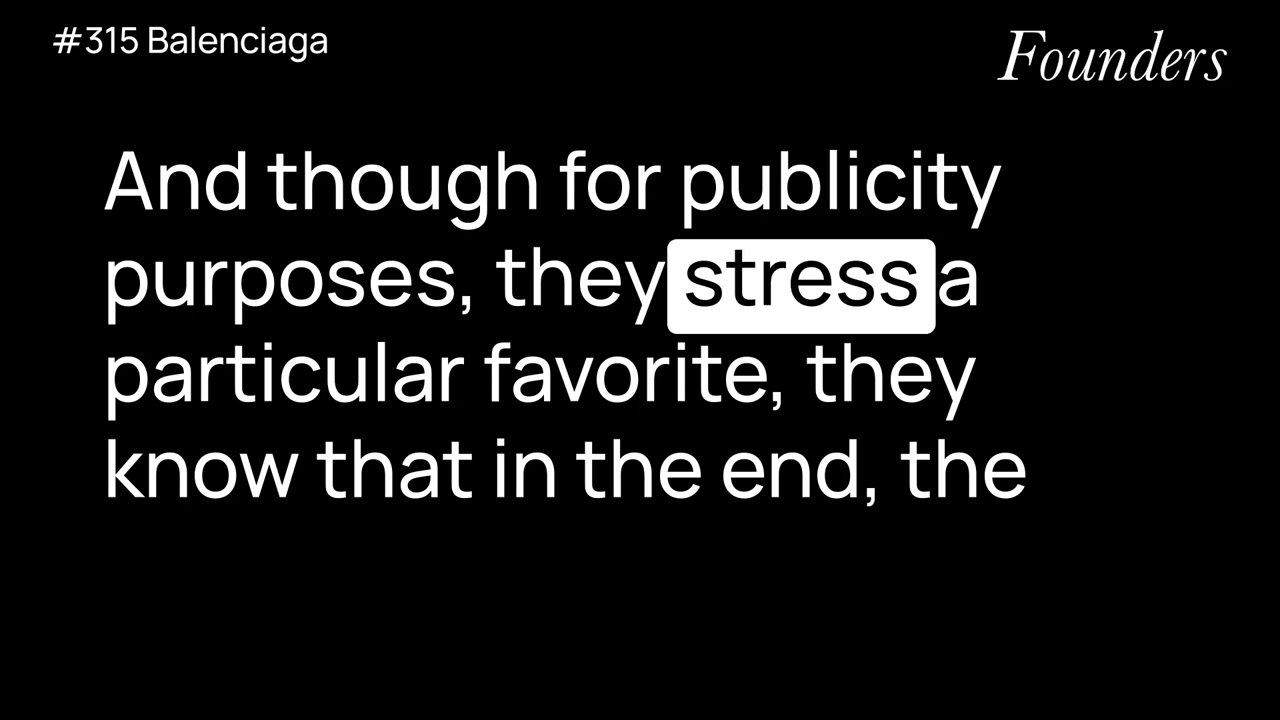 #315 Balenciaga
Founders
And though for publicity
purposes, they stress a
particular favorite, they
know that in the end, the